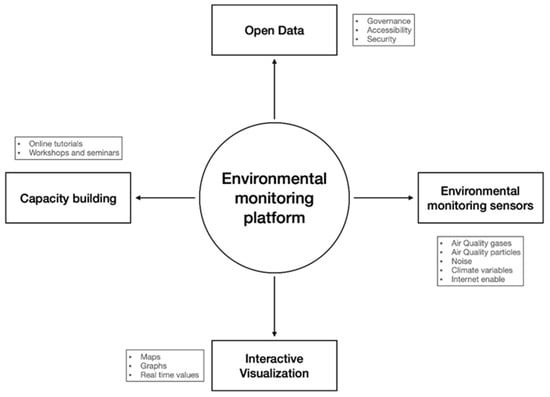 Open Data
• Governance
• Accessibility
• Security
• Online tutorials
• Workshops and seminars
Capacity building
Environmental
monitoring
platform
Environmental
monitoring sensors
• Air Quality gases
• Air Quality particles
• Noise
• Climate variables
• Internet enable
• Maps
• Graphs
• Real time values
Interactive
Visualization